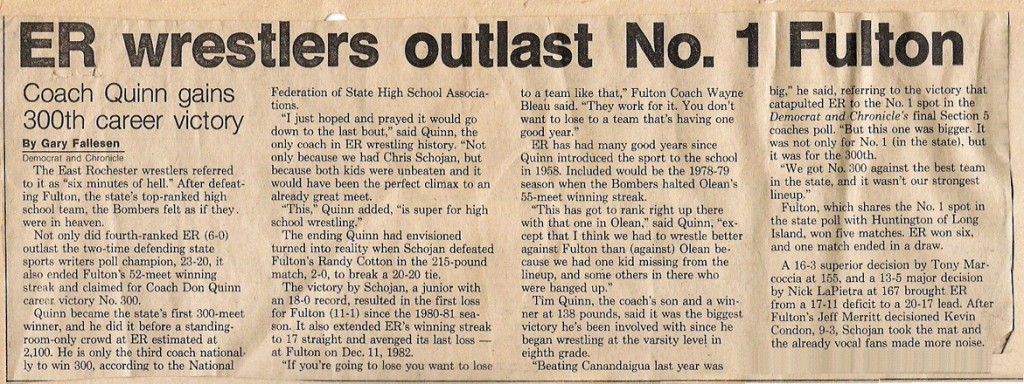 ER wrestlers outlast No. 1 Fulton
Coach Quinn gains
300th career victory
By Gary Fallesen
Democrat and Chronicle
The East Rochester wrestlers referred
to it as "six minutes of hell." After defeat-
ing Fulton, the state's top-ranked high
school team, the Bombers felt as if they
were in heaven.
Not only did fourth-ranked ER (6-0)
outlast the two-time defending state
sports writers poll champion, 23-20, it
also ended Fulton's 52-meet winning
streak and claimed for Coach Don Quinn
career victory No. 300.
Quinn became the state's first 300-meet
winner, and he did it before a standing-
room-only crowd at ER estimated at
2,100. He is only the third coach national-
ly to win 300, according to the National
Federation of State High School Associa-
tions.
"I just hoped and prayed it would go
down to the last bout," said Quinn, the
only coach in ER wrestling history. "Not
only because we had Chris Schojan, but
because both kids were unbeaten and it
would have been the perfect climax to an
already great meet.
"This," Quinn added, "is super for high
school wrestling."
The ending Quinn had envisioned
turned into reality when Schojan defeated
Fulton's Randy Cotton in the 215-pound
match, 2-0, to break a 20-20 tie.
The victory by Schojan, a junior with
an 18-0 record, resulted in the first loss
for Fulton (11-1) since the 1980-81 sea-
son. It also extended ER's winning streak
to 17 straight and avenged its last loss —
at Fulton on Dec. 11, 1982.
"If you're going to lose you want to lose
to a team like that," Fulton Coach Wayne
Bleau said. "They work for it. You don't
want to lose to a team that's having one
good year."
ER has had many good years since
Quinn introduced the sport to the school
in 1958. Included would be the 1978-79
season when the Bombers halted Olean's
55-meet winning streak.
"This has got to rank right up there
with that one in Olean," said Quinn, "ex-
cept that I think we had to wrestle better
against Fulton than (against) Olean be-
cause we had one kid missing from the
lineup, and some others in there who
were banged up."
Tim Quinn, the coach's son and a win-
ner at 138 pounds, said it was the biggest
victory he's been involved with since he
began wrestling at the varsity level in
eighth grade.
"Beating Canandaigua last year was
big," he said, referring to the victory that
catapulted ER to the No. 1 spot in the
Democrat and Chronicle's final Section 5
coaches poll. "But this one was bigger. It
was not only for No. 1 (in the state), but
it was for the 300th.
"We got No. 300 against the best team
in the state, and it wasn't our strongest
lineup."
Fulton, which shares the No. 1 spot in
the state poll with Huntington of Long
Island, won five matches. ER won six,
and one match ended in a draw.
A 16-3 superior decision by Tony Mar-
coccia at 155, and a 13-5 major decision
by Nick LaPietra at 167 brought ER
from a 17-11 deficit to a 20-17 lead. After
Fulton's Jeff Merritt decisioned Kevin
Condon, 9-3, Schojan took the mat and
the already vocal fans made more noise.